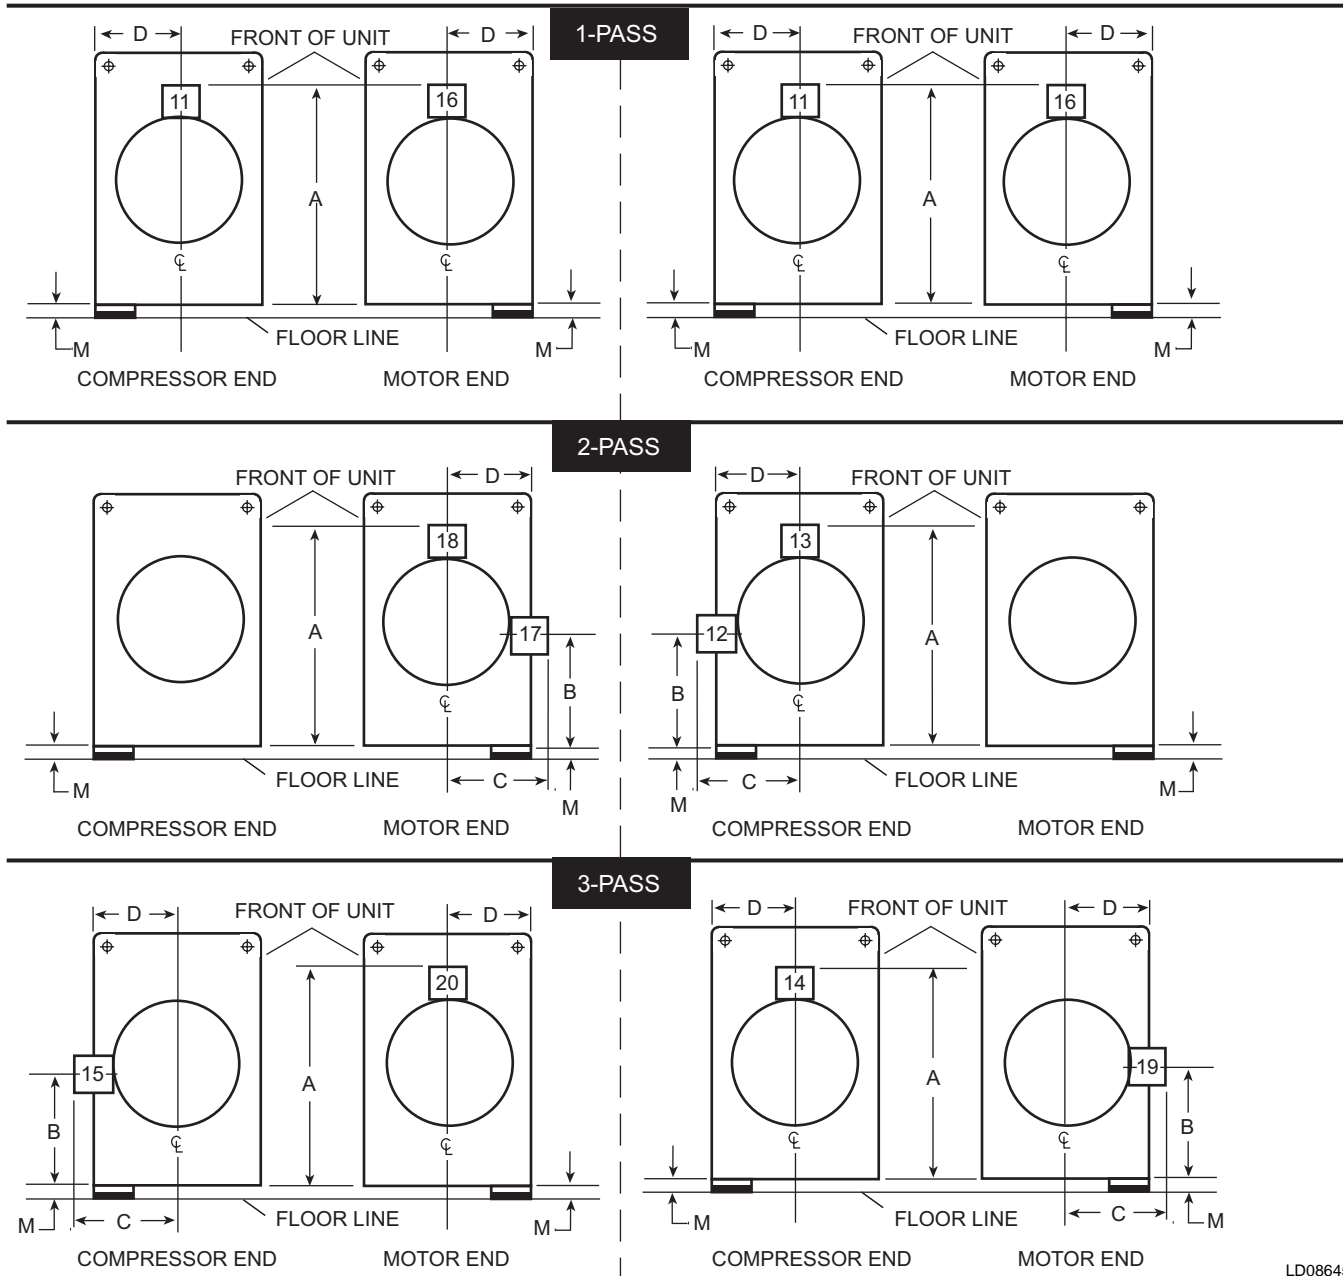 1-PASS
D FRONT OF UNIT D
11 16
A
℄ ℄
FLOOR LINE
M M
COMPRESSOR END MOTOR END
D FRONT OF UNIT D
11 16
A
℄ ℄
FLOOR LINE
M M
COMPRESSOR END MOTOR END
2-PASS
FRONT OF UNIT D
18
A 17
B
℄
FLOOR LINE C
M M
COMPRESSOR END MOTOR END
D FRONT OF UNIT
13
12 A
B
℄
C FLOOR LINE
M M
COMPRESSOR END MOTOR END
3-PASS
D FRONT OF UNIT D
20
15 A
B
℄ ℄
M C FLOOR LINE M
COMPRESSOR END MOTOR END
D FRONT OF UNIT D
14
A 19
B
℄ ℄
M FLOOR LINE C M
COMPRESSOR END MOTOR END